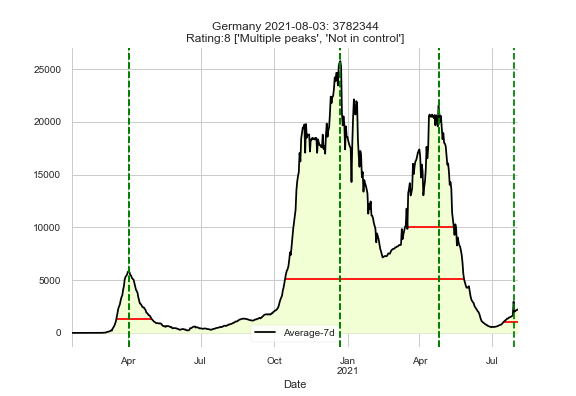 Germany 2021-08-03: 3782344
Rating:8 ['Multiple peaks', 'Not in control']
25000
20000
15000
10000
5000
0
Average-7d
Apr
Jul
Oct
Jan
2021
Apr
Jul
Date